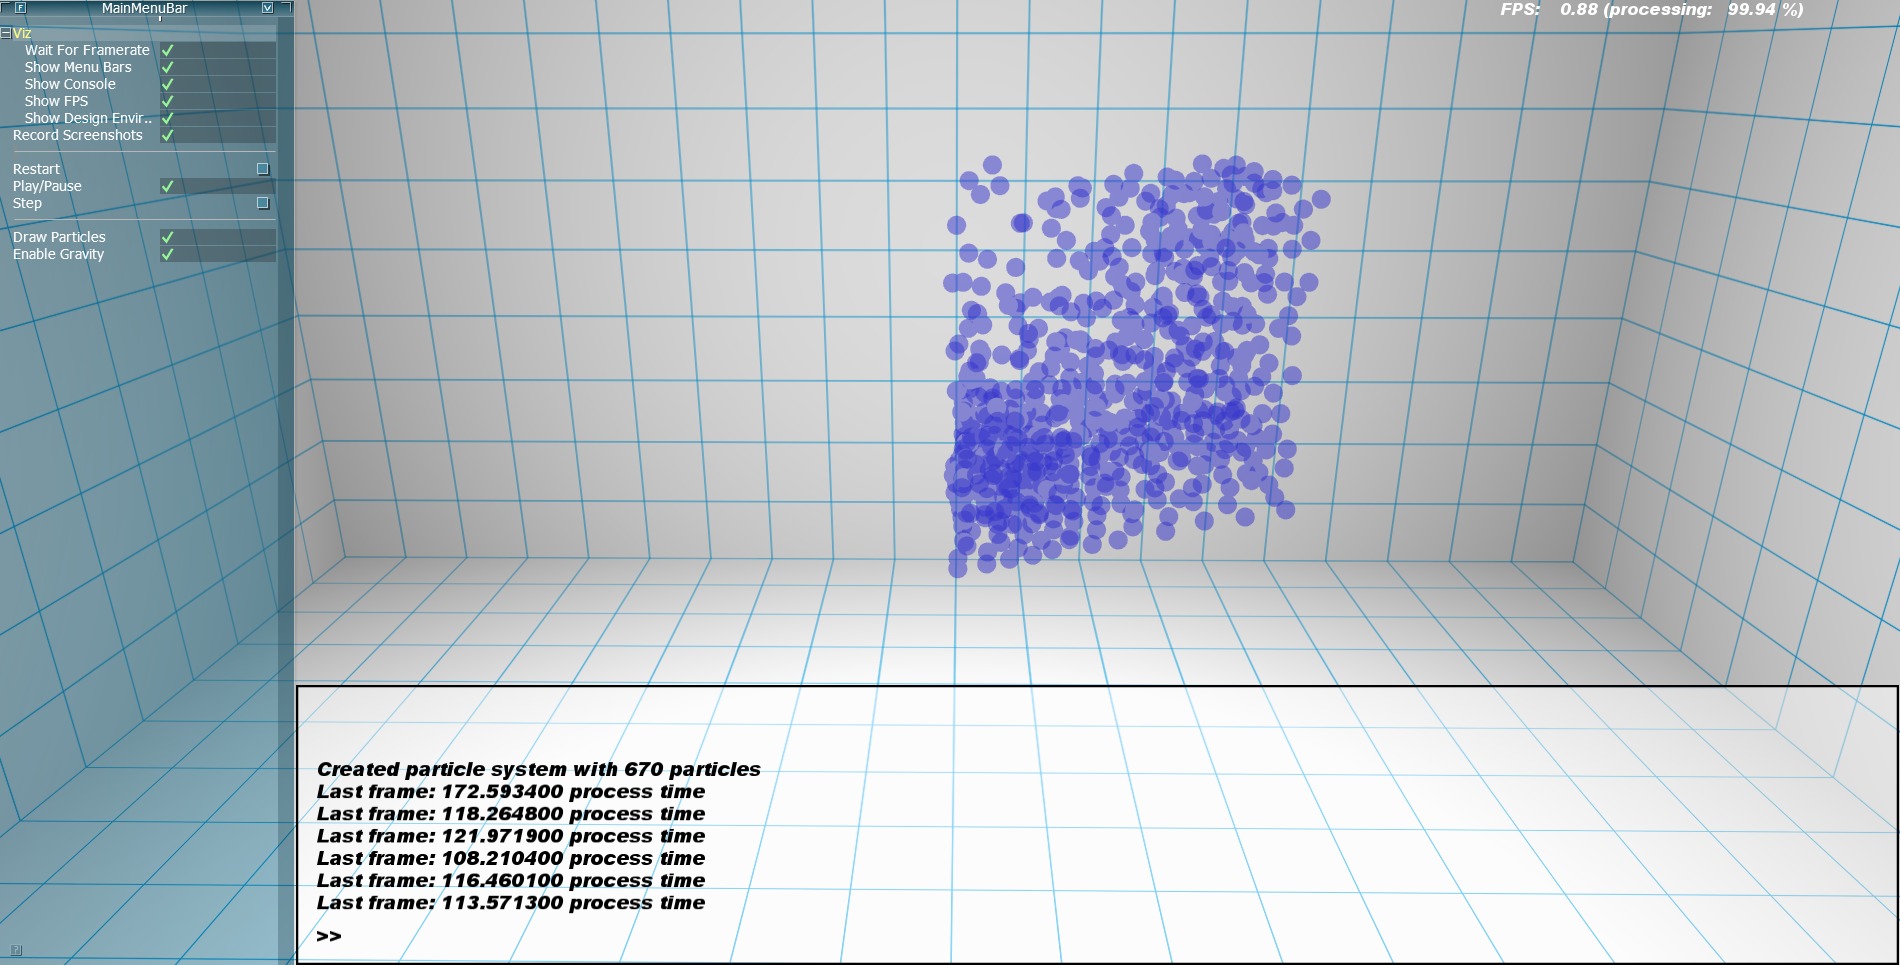 MainMenuBar
FPS: 0.88 (processing: 99.94 %)
Viz
Wait For Framerate
Show Menu Bars
Show Console
Show FPS
Show Design Envir..
Record Screenshots
Restart
Play/Pause
Step
Draw Particles
Enable Gravity
Created particle system with 670 particles
Last frame: 172.593400 process time
Last frame: 118.264800 process time
Last frame: 121.971900 process time
Last frame: 108.210400 process time
Last frame: 116.460100 process time
Last frame: 113.571300 process time
>>